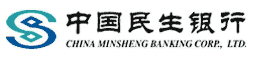 中国民生银行
CHINA MINSHENG BANKING CORP., LTD.